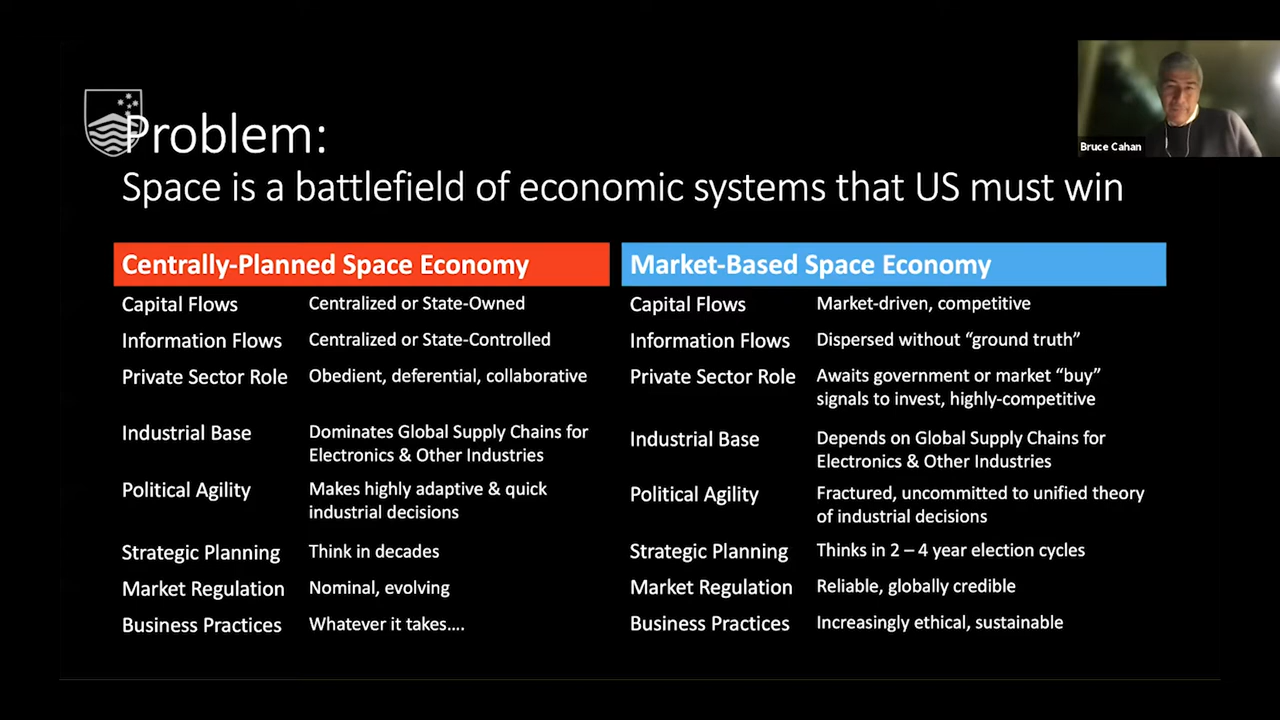 Problem:
Space is a battlefield of economic systems that US must win
Bruce Cahan
Centrally-Planned Space Economy
Capital Flows Centralized or State-Owned
Information Flows Centralized or State-Controlled
Private Sector Role Obedient, deferential, collaborative
Industrial Base Dominates Global Supply Chains for
Electronics & Other Industries
Political Agility Makes highly adaptive & quick
industrial decisions
Strategic Planning Think in decades
Market Regulation Nominal, evolving
Business Practices Whatever it takes....
Market-Based Space Economy
Capital Flows Market-driven, competitive
Information Flows Dispersed without “ground truth”
Private Sector Role Awaits government or market “buy”
signals to invest, highly-competitive
Industrial Base Depends on Global Supply Chains for
Electronics & Other Industries
Political Agility Fractured, uncommitted to unified theory
of industrial decisions
Strategic Planning Thinks in 2 – 4 year election cycles
Market Regulation Reliable, globally credible
Business Practices Increasingly ethical, sustainable